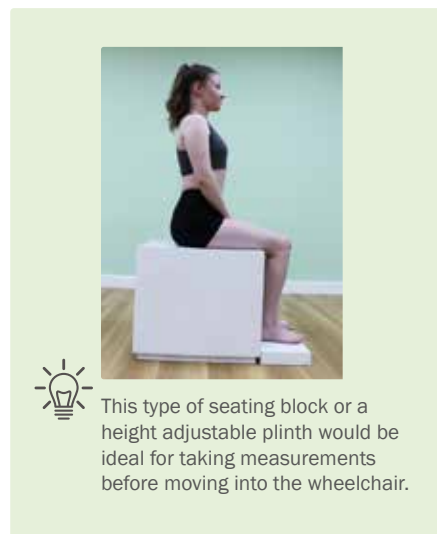 This type of seating block or a
height adjustable plinth would be
ideal for taking measurements
before moving into the wheelchair.